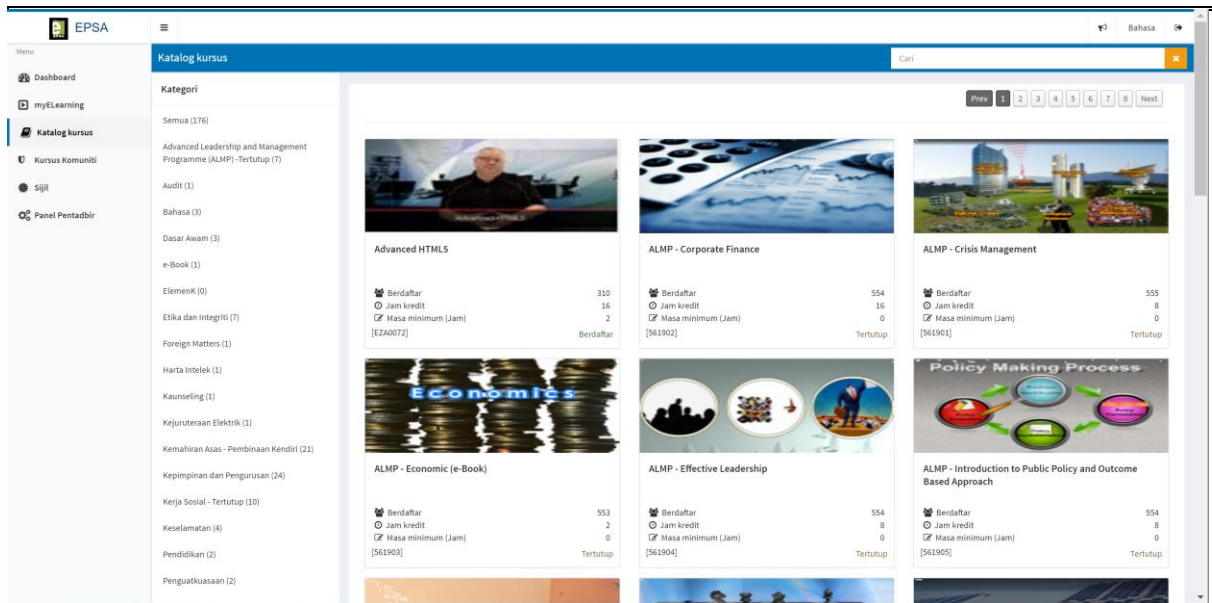 EPSA
Bahasa
Menu
Dashboard
myELearning
Katalog kursus
Kursus Komuniti
Sijil
Panel Pentadbir
Katalog kursus
Cari
Kategori
Semua (176)
Advanced Leadership and Management
Programme (ALMP) -Tertutup (7)
Audit (1)
Bahasa (3)
Dasar Awam (3)
e-Book (1)
ElemenK (0)
Etika dan Integriti (7)
Foreign Matters (1)
Harta Intelek (1)
Kaunseling (1)
Kejuruteraan Elektrik (1)
Kemahiran Asas - Pembinaan Kendiri (21)
Kepimpinan dan Pengurusan (24)
Kerja Sosial - Tertutup (10)
Keselamatan (4)
Pendidikan (2)
Penguatkuasaan (2)
Prev 1 2 3 4 5 6 7 8 Next
Advanced HTML5
Advanced HTML5
Berdaftar 310
Jam kredit 16
Masa minimum (Jam) 2
[EZA0072] Berdaftar
ALMP - Corporate Finance
Berdaftar 554
Jam kredit 16
Masa minimum (Jam) 0
[561902] Tertutup
ALMP - Crisis Management
Berdaftar 555
Jam kredit 8
Masa minimum (Jam) 0
[561901] Tertutup
Economics
ALMP - Economic (e-Book)
Berdaftar 553
Jam kredit 2
Masa minimum (Jam) 0
[561903] Tertutup
ALMP - Effective Leadership
Berdaftar 554
Jam kredit 8
Masa minimum (Jam) 0
[561904] Tertutup
Policy Making Process
ALMP - Introduction to Public Policy and Outcome
Based Approach
Berdaftar 554
Jam kredit 8
Masa minimum (Jam) 0
[561905] Tertutup